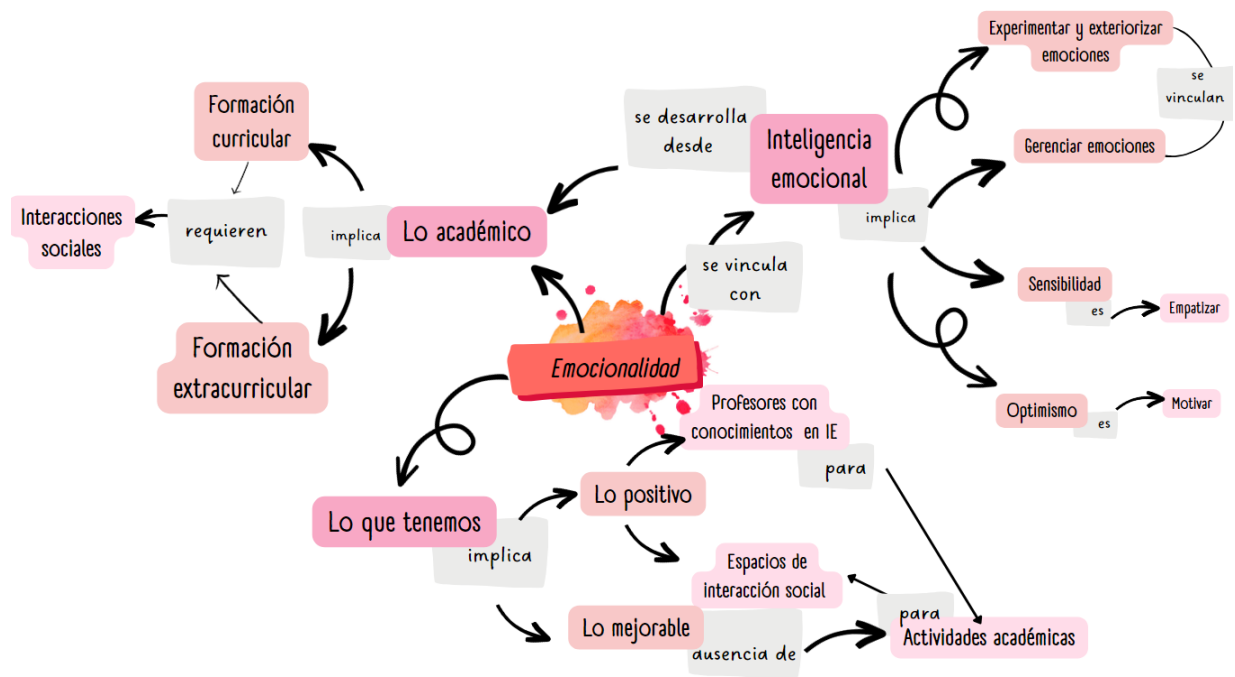 Experimentar y exteriorizar
emociones
se
vinculan
Gerenciar emociones
Formación
curricular
se desarrolla
desde
Inteligencia
emocional
implica
Interacciones
sociales
requieren
implica
Lo académico
se vincula
con
Sensibilidad
es
Empatizar
Formación
extracurricular
Emocionalidad
Optimismo
es
Motivar
Profesores con
conocimientos en IE
para
Lo positivo
Lo que tenemos
implica
Espacios de
interacción social
para
Lo mejorable
ausencia de
Actividades académicas